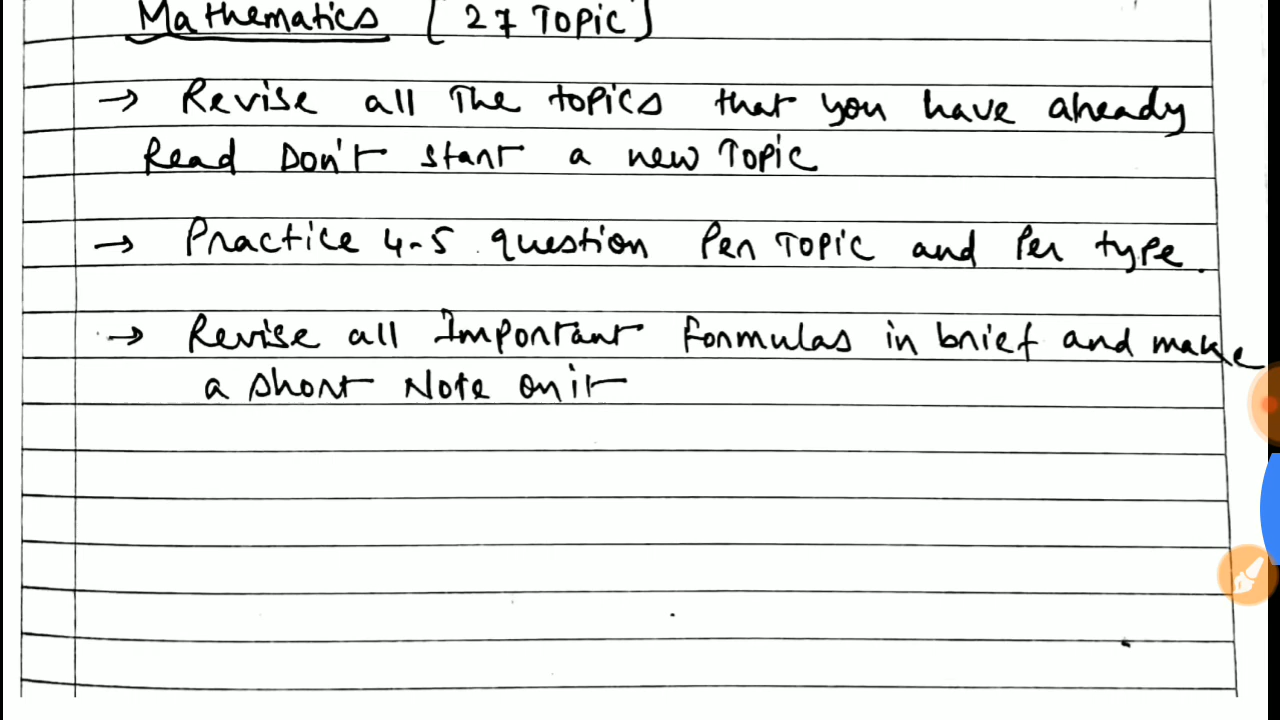 Mathematics [27 Topic]
→ Revise all The topics that you have already
Read Don't start a new Topic
→ Practice 4-5 question Per Topic and Per type.
→ Revise all Important Formulas in brief and make
a short Note on it